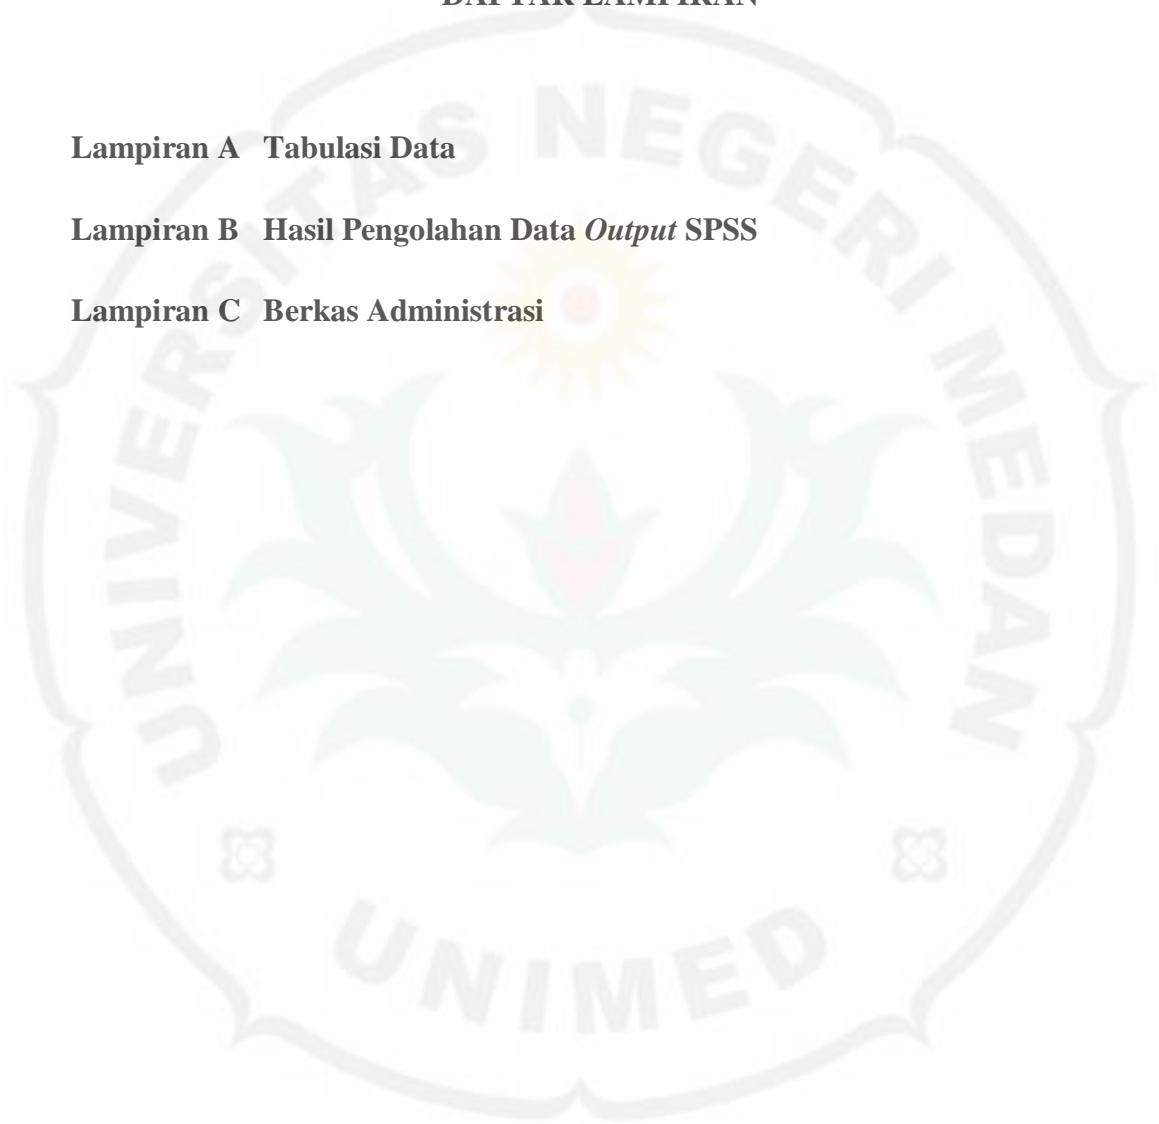 DAFTAR LAMPIRAN
Lampiran A Tabulasi Data
Lampiran B Hasil Pengolahan Data Output SPSS
Lampiran C Berkas Administrasi
UNIVERSITAS NEGERI MEDAN
UNIMED